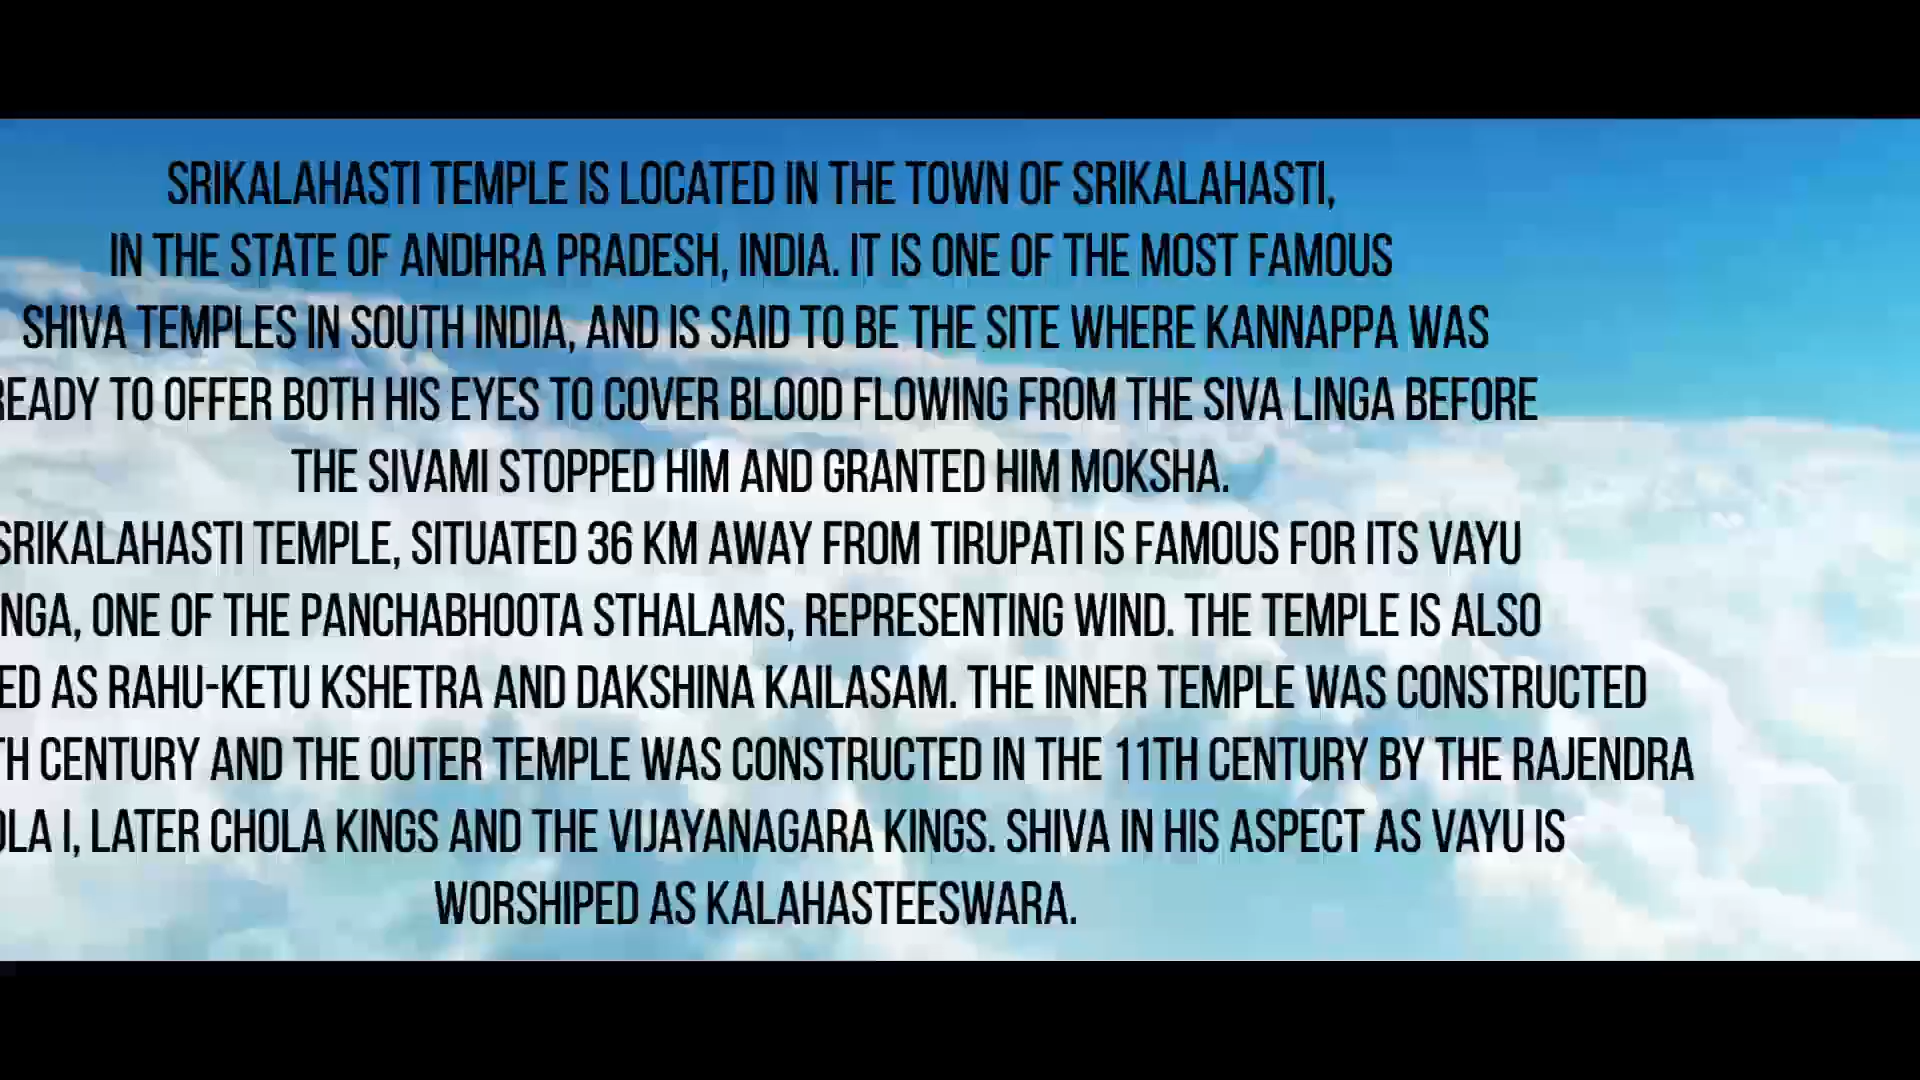 SRIKALAHASTI TEMPLE IS LOCATED IN THE TOWN OF SRIKALAHASTI,
IN THE STATE OF ANDHRA PRADESH, INDIA. IT IS ONE OF THE MOST FAMOUS
SHIVA TEMPLES IN SOUTH INDIA, AND IS SAID TO BE THE SITE WHERE KANNAPPA WAS
READY TO OFFER BOTH HIS EYES TO COVER BLOOD FLOWING FROM THE SIVA LINGA BEFORE
THE SIVAMI STOPPED HIM AND GRANTED HIM MOKSHA.
SRIKALAHASTI TEMPLE, SITUATED 36 KM AWAY FROM TIRUPATI IS FAMOUS FOR ITS VAYU
NGA, ONE OF THE PANCHABHOOTA STHALAMS, REPRESENTING WIND. THE TEMPLE IS ALSO
ED AS RAHU-KETU KSHETRA AND DAKSHINA KAILASAM. THE INNER TEMPLE WAS CONSTRUCTED
TH CENTURY AND THE OUTER TEMPLE WAS CONSTRUCTED IN THE 11TH CENTURY BY THE RAJENDRA
OLA I, LATER CHOLA KINGS AND THE VIJAYANAGARA KINGS. SHIVA IN HIS ASPECT AS VAYU IS
WORSHIPED AS KALAHASTEESWARA.